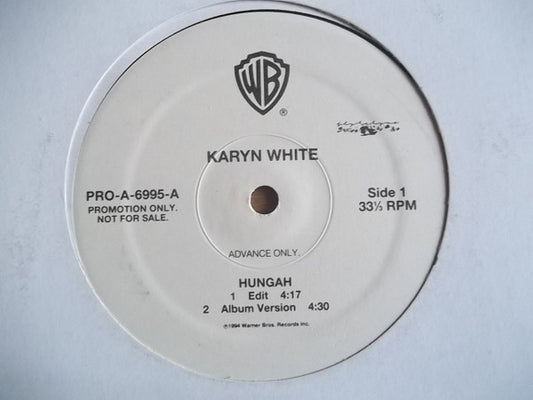 WB
®
KARYN WHITE
PRO-A-6995-A
PROMOTION ONLY.
NOT FOR SALE.
Side 1
33⅓ RPM
ADVANCE ONLY.
HUNGAH
1 Edit 4:17
2 Album Version 4:30
℗1994 Warner Bros. Records Inc.